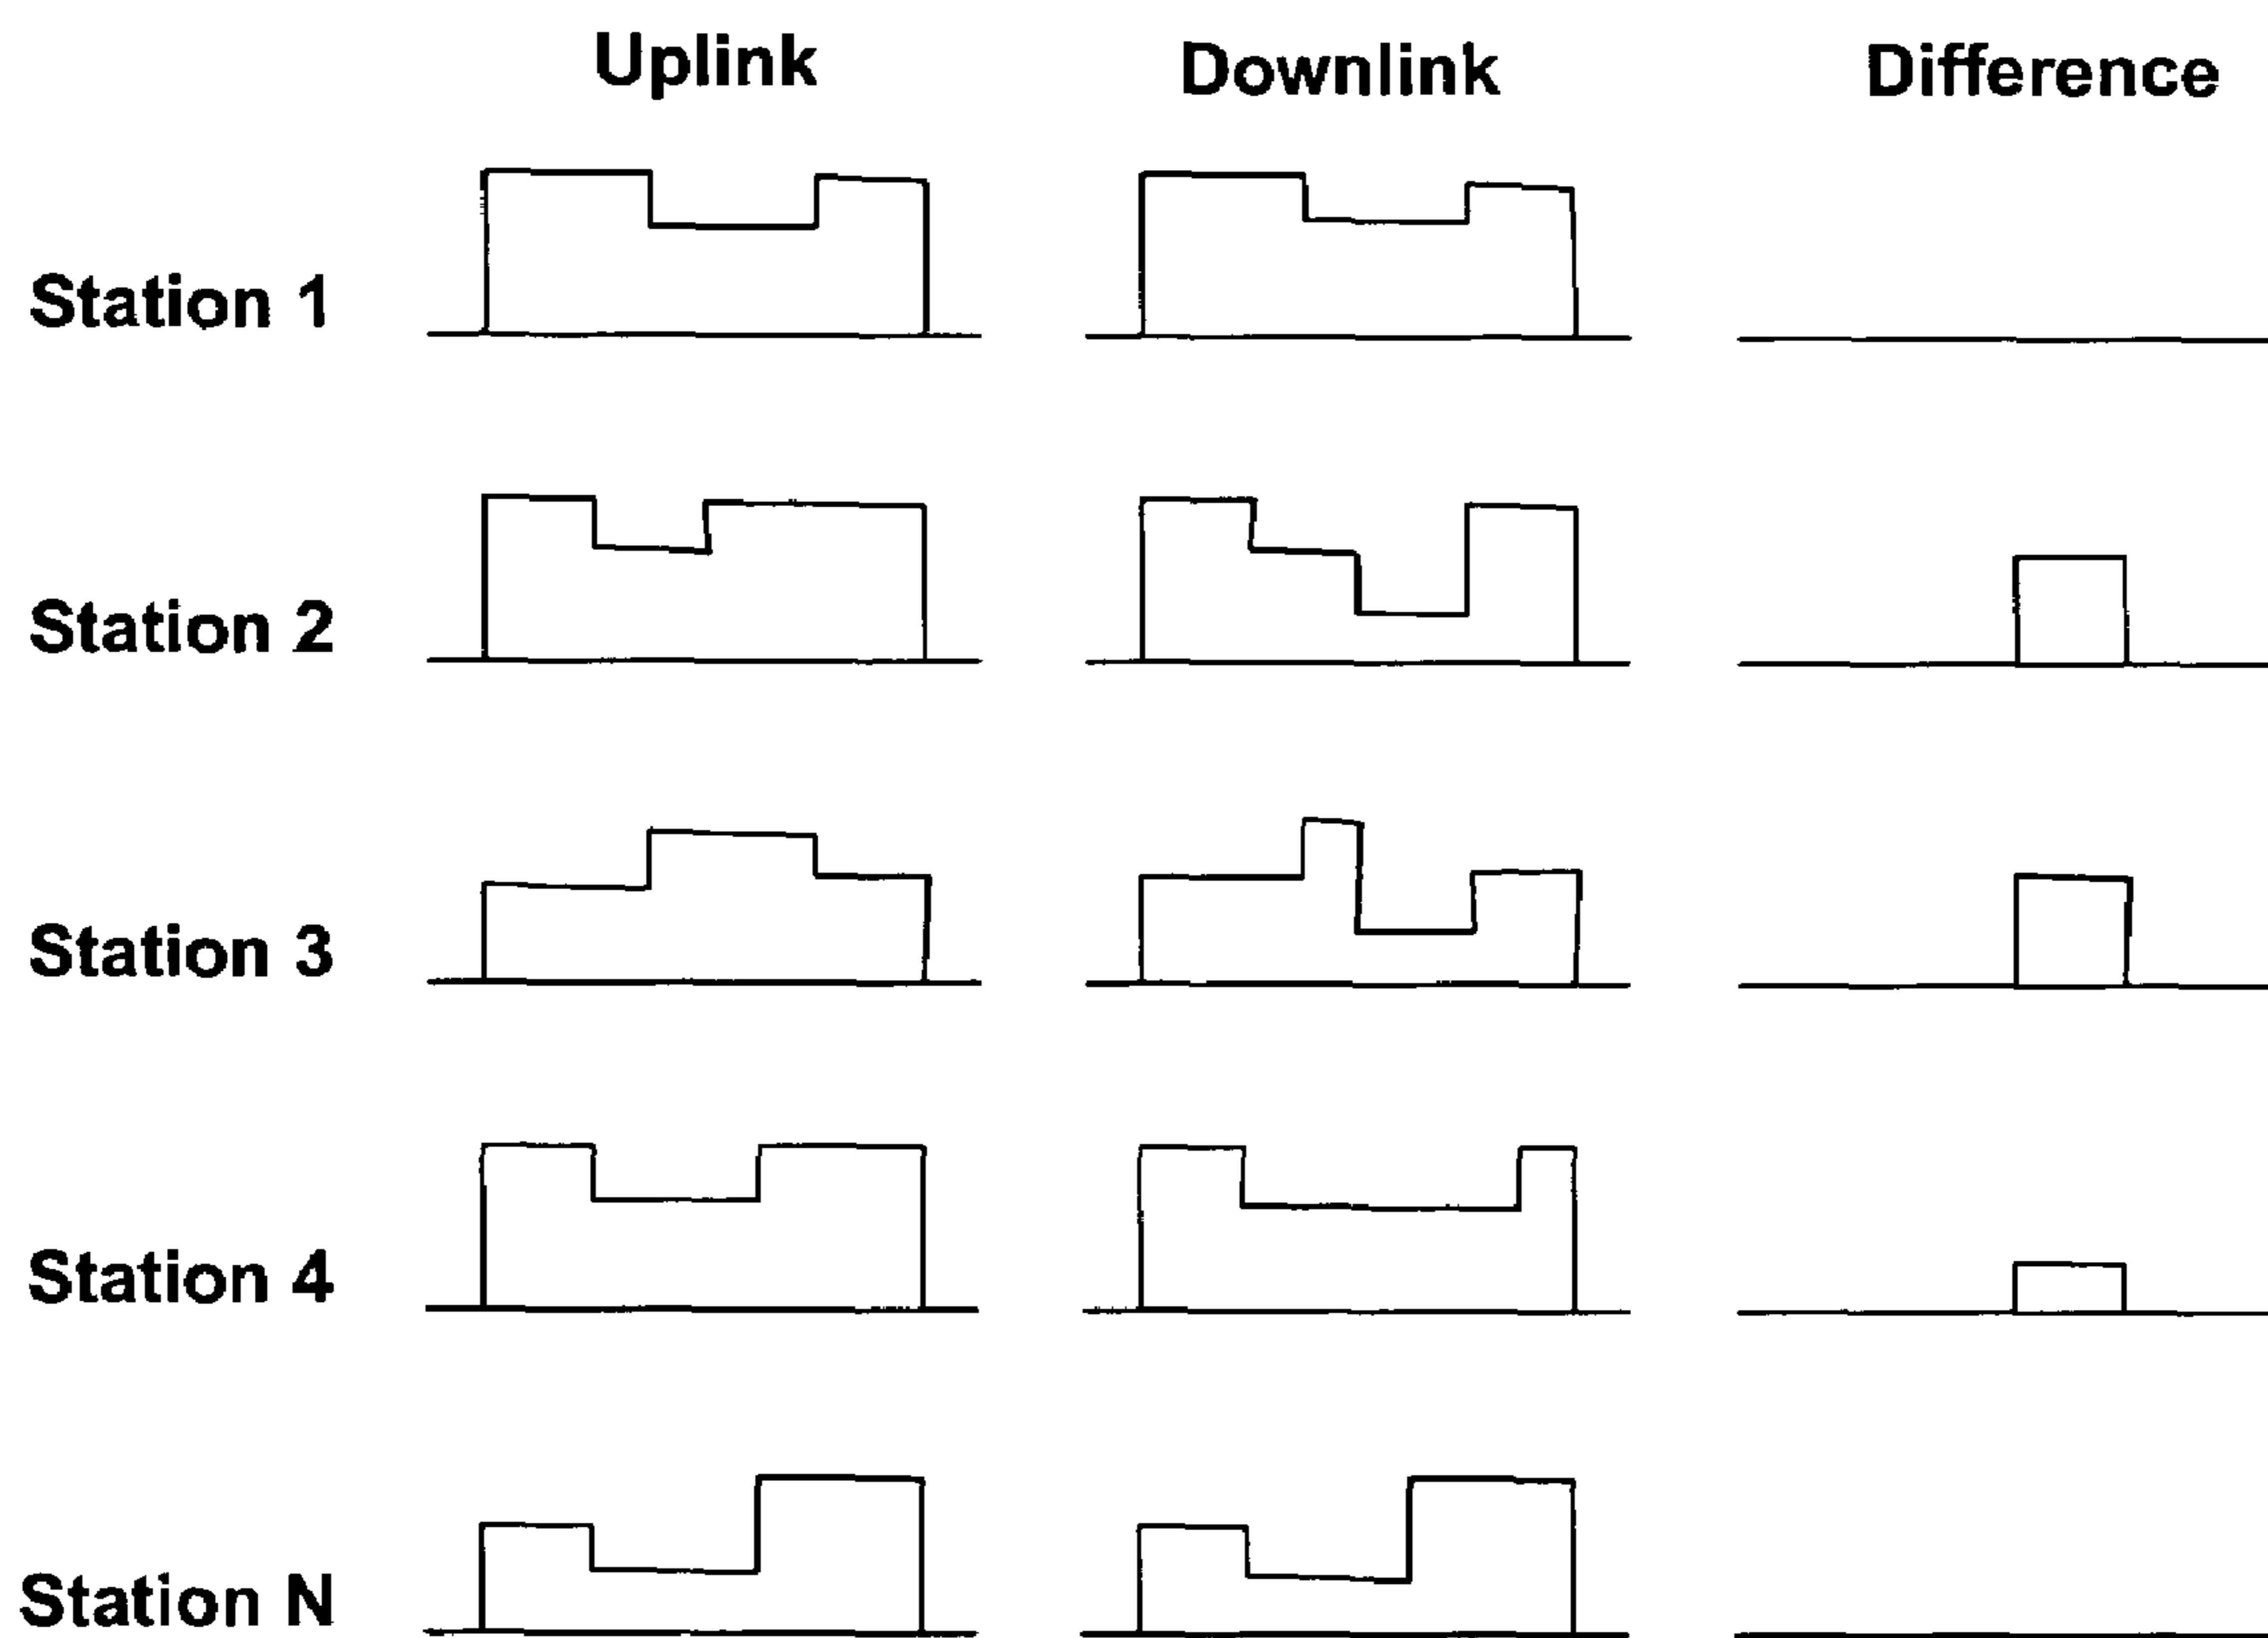 Uplink Downlink Difference
Station 1
Station 2
Station 3
Station 4
Station N